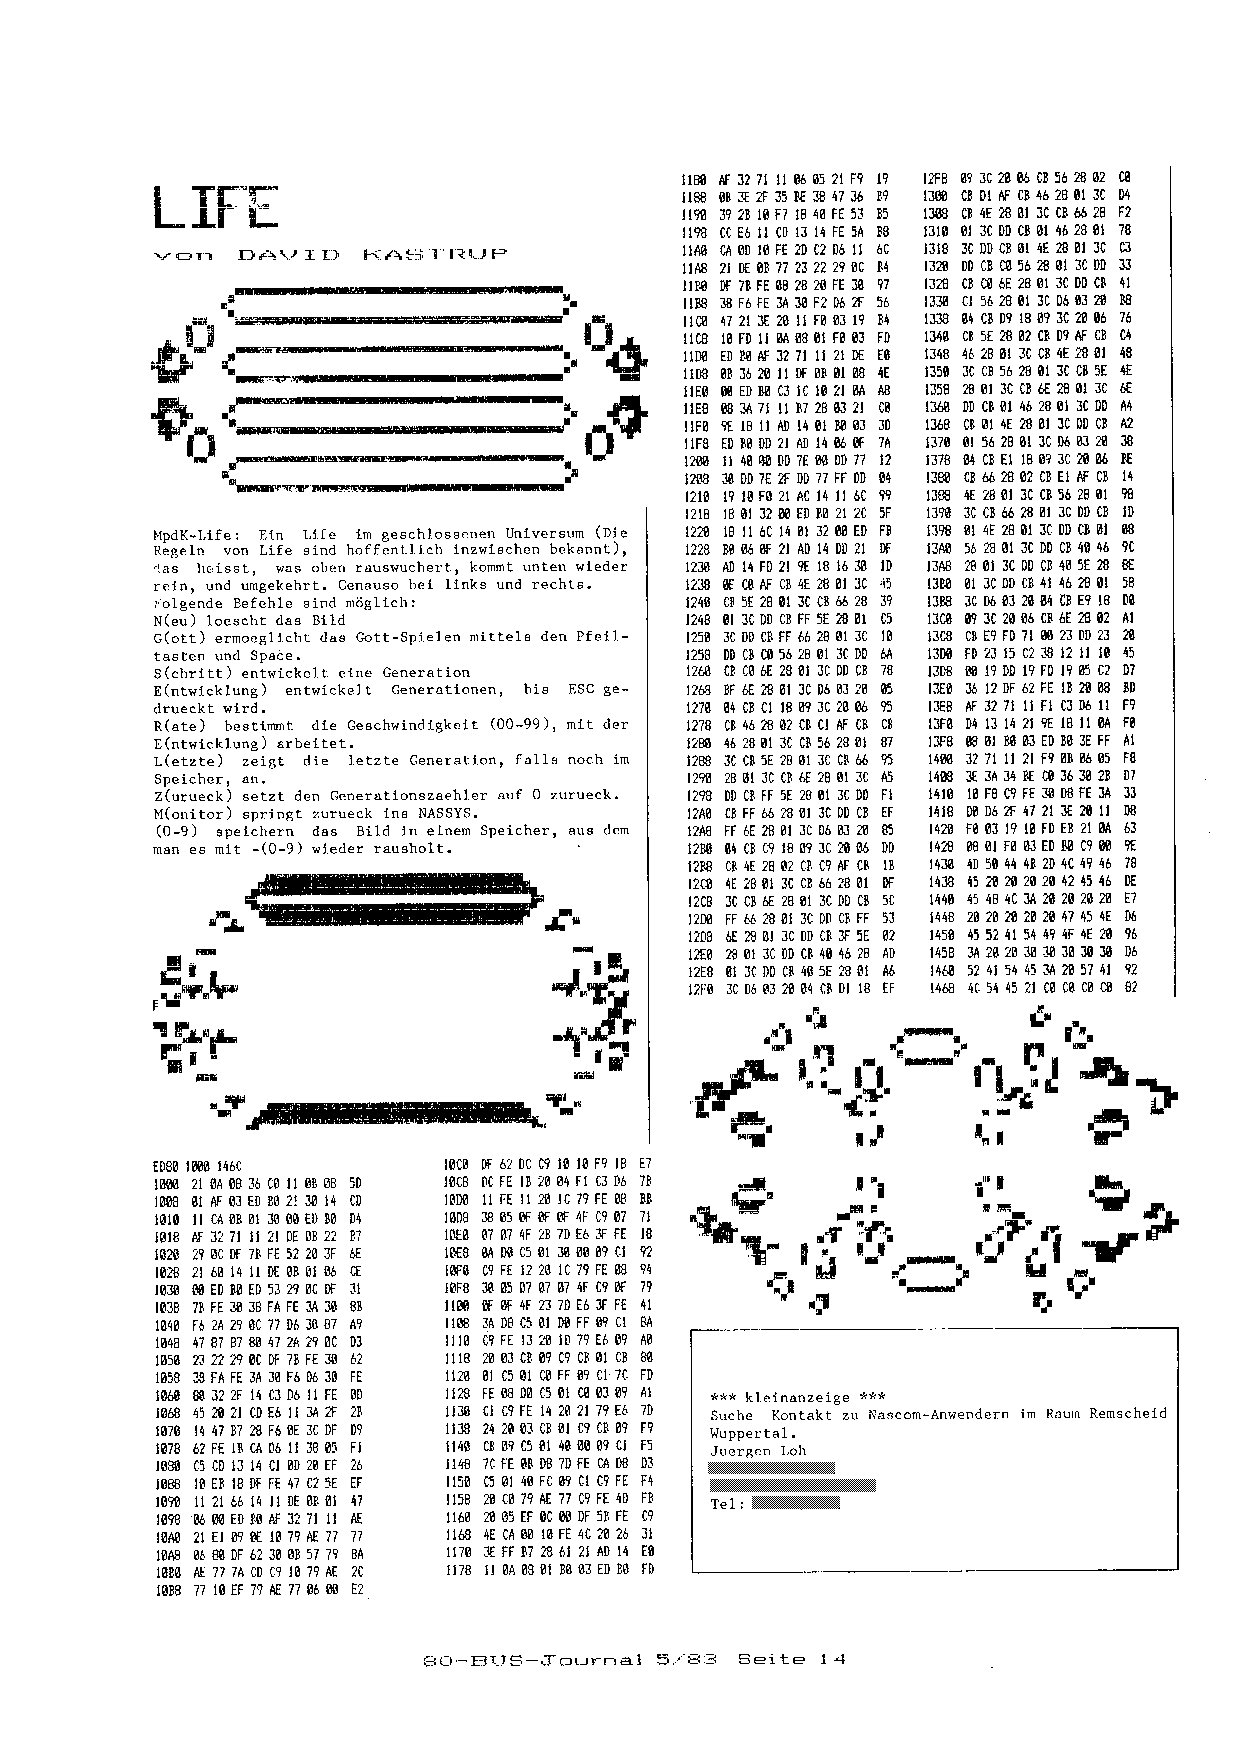 LIFE
von DAVID KASTRUP
MpdK-Life: Ein Life im geschlossenen Universum (Die
Regeln von Life sind hoffentlich inzwischen bekannt),
das heisst, was oben rauswuchert, kommt unten wieder
rein, und umgekehrt. Genauso bei links und rechts.
Folgende Befehle sind möglich:
N(eu) loescht das Bild
G(ott) ermoeglicht das Gott-Spielen mittels den Pfeil-
tasten und Space.
S(chritt) entwickelt eine Generation
E(ntwicklung) entwickelt Generationen, bis ESC ge-
drueckt wird.
R(ate) bestimmt die Geschwindigkeit (00-99), mit der
E(ntwicklung) arbeitet.
L(etzte) zeigt die letzte Generation, falls noch im
Speicher, an.
Z(urueck) setzt den Generationszaehler auf 0 zurueck.
M(onitor) springt zurueck ins NASSYS.
(0-9) speichern das Bild in einem Speicher, aus dem
man es mit -(0-9) wieder rausholt.
ED80 1000 146C
1000 21 0A 08 36 C0 11 0B 08 5D
1008 01 AF 03 ED B0 21 30 14 CD
1010 11 CA 0B 01 30 00 ED B0 D4
1018 AF 32 71 11 21 DE 0B 22 B7
1020 29 0C DF 7B FE 52 20 3F 6E
1028 21 60 14 11 DE 0B 01 06 CE
1030 00 ED B0 ED 53 29 0C DF 31
1038 7B FE 30 38 FA FE 3A 30 8B
1040 F6 2A 29 0C 77 D6 30 87 A9
1048 47 87 87 80 47 2A 29 0C D3
1050 23 22 29 0C DF 7B FE 30 62
1058 38 FA FE 3A 30 F6 D6 30 FE
1060 80 32 2F 14 C3 D6 11 FE 0D
1068 45 20 21 CD E6 11 3A 2F 2B
1070 14 47 B7 28 F6 0E 3C DF D9
1078 62 FE 1B CA D6 11 38 05 F1
1080 C5 CD 13 14 C1 0D 20 EF 26
1088 10 EB 18 DF FE 47 C2 5E EF
1090 11 21 66 14 11 DE 0B 01 47
1098 06 00 ED B0 AF 32 71 11 AE
10A0 21 E1 09 0E 10 79 AE 77 77
10A8 06 80 DF 62 30 0B 57 79 BA
10B0 AE 77 7A CD C9 10 79 AE 2C
10B8 77 10 EF 79 AE 77 06 00 E2
10C0 DF 62 DC C9 10 10 F9 18 E7
10C8 DC FE 1B 20 04 F1 C3 D6 7B
10D0 11 FE 11 20 1C 79 FE 08 BB
10D8 38 05 0F 0F 0F 4F C9 07 71
10E0 07 07 4F 2B 7D E6 3F FE 18
10E8 0A D0 C5 01 30 00 09 C1 92
10F0 C9 FE 12 20 1C 79 FE 08 94
10F8 30 05 07 07 07 4F C9 0F 79
1100 0F 0F 4F 23 7D E6 3F FE 41
1108 3A D8 C5 01 D0 FF 09 C1 8A
1110 C9 FE 13 20 1D 79 E6 09 A0
1118 20 03 CB 09 C9 CB 01 CB 80
1120 01 C5 01 C0 FF 09 C1 7C FD
1128 FE 08 D0 C5 01 C0 03 09 A1
1130 C1 C9 FE 14 20 21 79 E6 7D
1138 24 20 03 CB 01 C9 CB 09 F9
1140 CB 09 C5 01 40 00 09 C1 F5
1148 7C FE 0B D8 7D FE CA D8 D3
1150 C5 01 40 FC 09 C1 C9 FE F4
1158 20 C0 79 AE 77 C9 FE 4D FB
1160 20 05 EF 0C 00 DF 5B FE C9
1168 4E CA 00 10 FE 4C 20 26 31
1170 3E FF B7 28 61 21 AD 14 E0
1178 11 0A 08 01 B0 03 ED B0 FD
1180 AF 32 71 11 06 05 21 F9 19
1188 0B 3E 2F 35 BE 38 47 36 B9
1190 39 2B 10 F7 18 40 FE 53 B5
1198 CC E6 11 CD 13 14 FE 5A B8
11A0 CA 0D 10 FE 2D C2 D6 11 6C
11A8 21 DE 0B 77 23 22 29 0C B4
11B0 DF 7B FE 08 28 20 FE 30 97
11B8 38 F6 FE 3A 30 F2 D6 2F 56
11C0 47 21 3E 20 11 F0 03 19 B4
11C8 10 FD 11 0A 08 01 F0 03 FD
11D0 ED B0 AF 32 71 11 21 DE E0
11D8 0B 36 20 11 DF 0B 01 08 4E
11E0 00 ED B0 C3 1C 10 21 0A A8
11E8 08 3A 71 11 B7 28 03 21 C0
11F0 9E 18 11 AD 14 01 B0 03 3D
11F8 ED B0 DD 21 AD 14 06 0F 7A
1200 11 40 00 DD 7E 00 DD 77 12
1208 30 DD 7E 2F DD 77 FF DD 04
1210 19 10 F0 21 AC 14 11 6C 99
1218 18 01 32 00 ED B0 21 2C 5F
1220 18 11 6C 14 01 32 00 ED FB
1228 B0 06 0F 21 AD 14 DD 21 DF
1230 AD 14 FD 21 9E 18 16 30 1D
1238 0E C0 AF CB 4E 28 01 3C 45
1240 CB 5E 28 01 3C CB 66 28 39
1248 01 3C DD CB FF 5E 28 01 C5
1250 3C DD CB FF 66 28 01 3C 10
1258 DD CB C0 56 28 01 3C DD 6A
1260 CB C0 6E 28 01 3C DD CB 78
1268 BF 6E 28 01 3C D6 03 20 05
1270 04 CB C1 18 09 3C 20 06 95
1278 CB 46 28 02 CB C1 AF CB CB
1280 46 28 01 3C CB 56 28 01 87
1288 3C CB 5E 28 01 3C CB 66 95
1290 28 01 3C CB 6E 28 01 3C A5
1298 DD CB FF 5E 28 01 3C DD F1
12A0 CB FF 66 28 01 3C DD CB EF
12A8 FF 6E 28 01 3C D6 03 20 85
12B0 04 CB C9 18 09 3C 20 06 DD
12B8 CB 4E 28 02 CB C9 AF CB 1B
12C0 4E 28 01 3C CB 66 28 01 DF
12C8 3C CB 6E 28 01 3C DD CB 5C
12D0 FF 66 28 01 3C DD CB FF 53
12D8 6E 28 01 3C DD CB 3F 5E 02
12E0 28 01 3C DD CB 40 46 28 AD
12E8 01 3C DD CB 40 5E 28 01 A6
12F0 3C D6 03 20 04 CB D1 18 EF
12F8 09 3C 20 06 CB 56 28 02 C0
1300 CB D1 AF CB 46 28 01 3C D4
1308 CB 4E 28 01 3C CB 66 28 F2
1310 01 3C DD CB 01 46 28 01 78
1318 3C DD CB 01 4E 28 01 3C C3
1320 DD CB C0 56 28 01 3C DD 33
1328 CB C0 6E 28 01 3C DD CB 41
1330 C1 56 28 01 3C D6 03 20 B8
1338 04 CB D9 18 09 3C 20 06 76
1340 CB 5E 28 02 CB D9 AF CB C4
1348 46 28 01 3C CB 4E 28 01 48
1350 3C CB 56 28 01 3C CB 5E 4E
1358 28 01 3C CB 6E 28 01 3C 6E
1360 DD CB 01 46 28 01 3C DD A4
1368 CB 01 4E 28 01 3C DD CB A2
1370 01 56 28 01 3C D6 03 20 38
1378 04 CB E1 18 09 3C 20 06 BE
1380 CB 66 28 02 CB E1 AF CB 14
1388 4E 28 01 3C CB 56 28 01 98
1390 3C CB 66 28 01 3C DD CB 1D
1398 01 4E 28 01 3C DD CB 01 08
13A0 56 28 01 3C DD CB 40 46 9C
13A8 28 01 3C DD CB 40 5E 28 8E
13B0 01 3C DD CB 41 46 28 01 58
13B8 3C D6 03 20 04 CB E9 18 D0
13C0 09 3C 20 06 CB 6E 28 02 A1
13C8 CB E9 FD 71 00 23 DD 23 20
13D0 FD 23 15 C2 38 12 11 10 45
13D8 00 19 DD 19 FD 19 05 C2 D7
13E0 36 12 DF 62 FE 1B 20 08 BD
13E8 AF 32 71 11 F1 C3 D6 11 F9
13F0 D4 13 14 21 9E 18 11 0A F0
13F8 08 01 B0 03 ED B0 3E FF A1
1400 32 71 11 21 F9 0B 06 05 F8
1408 3E 3A 34 BE C0 36 30 2B D7
1410 10 F8 C9 FE 30 D8 FE 3A 33
1418 D0 D6 2F 47 21 3E 20 11 D8
1420 F0 03 19 10 FD EB 21 0A 63
1428 08 01 F0 03 ED B0 C9 00 9E
1430 4D 50 44 4B 2D 4C 49 46 78
1438 45 20 20 20 20 42 45 46 DE
1440 45 48 4C 3A 20 20 20 20 E7
1448 20 20 20 20 20 47 45 4E D6
1450 45 52 41 54 49 4F 4E 20 96
1458 3A 20 20 30 30 30 30 30 D6
1460 52 41 54 45 3A 20 57 41 92
1468 4C 54 45 21 C0 C0 C0 C0 82
*** kleinanzeige ***
Suche Kontakt zu Nascom-Anwendern im Raum Remscheid
Wuppertal.
Juergen Loh
Tel:
80-BUS-Journal 5/83 Seite 14